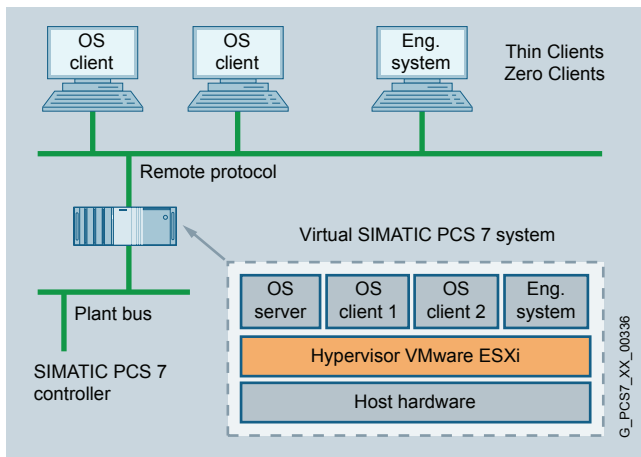 OS
client
OS
client
Eng.
system
Thin Clients
Zero Clients
Remote protocol
Virtual SIMATIC PCS 7 system
OS
server
OS
client 1
OS
client 2
Eng.
system
Hypervisor VMware ESXi
Host hardware
Plant bus
SIMATIC PCS 7
controller
G_PCS7_XX_00336